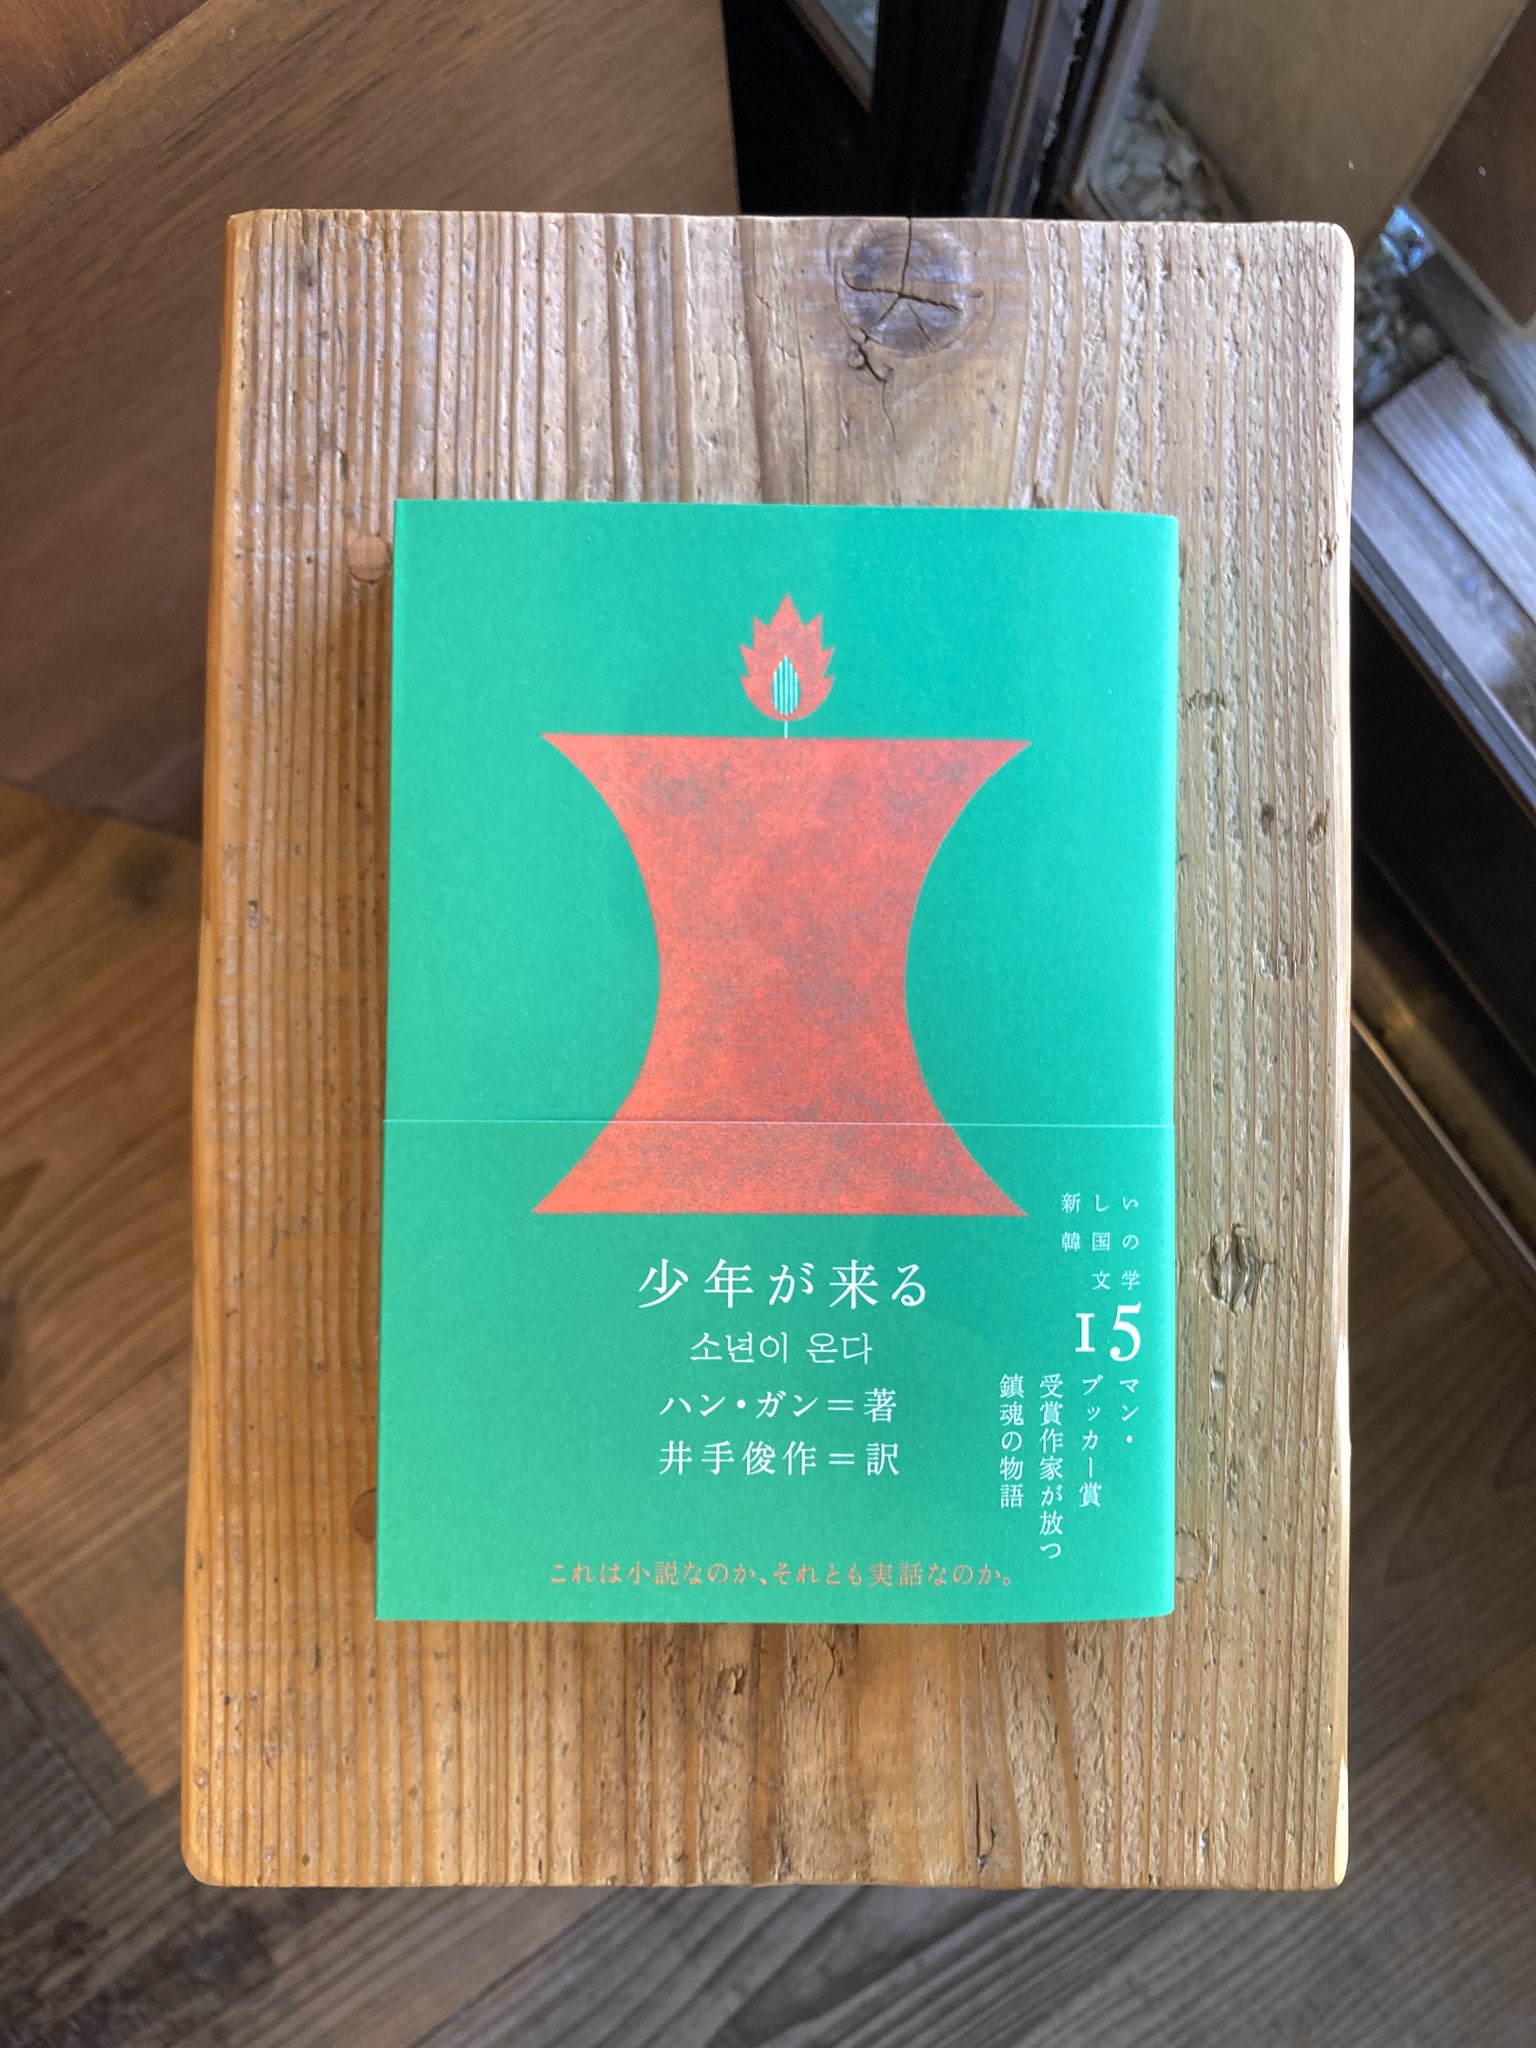 少年が来る
소년이 온다
ハン・ガン＝著
井手俊作＝訳
新しい
韓国の
文学
15
マン・
ブッカー賞
受賞作家が放つ
鎮魂の物語
これは小説なのか、それとも実話なのか。